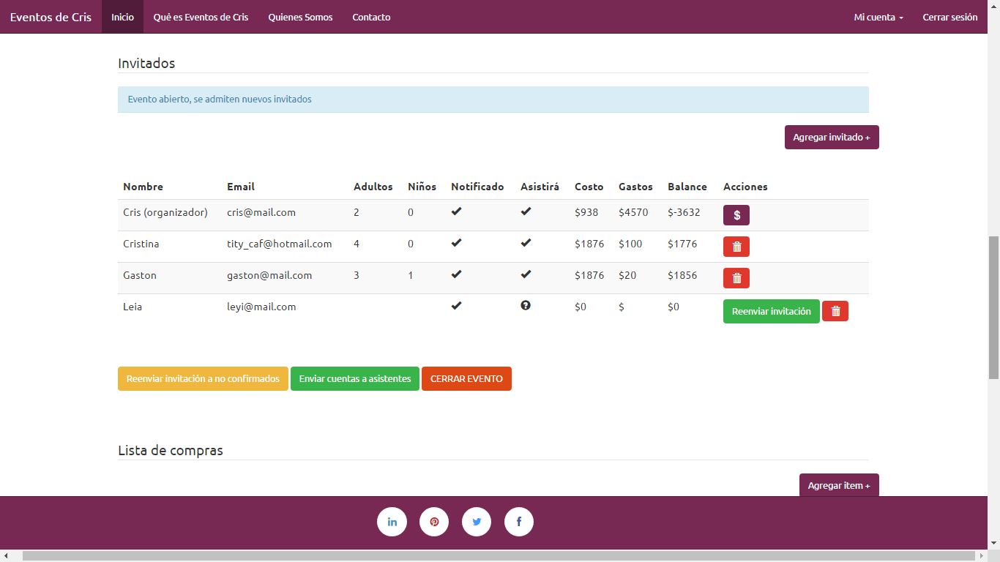 Eventos de Cris Inicio Qué es Eventos de Cris Quienes Somos Contacto Mi cuenta Cerrar sesión
Invitados
Evento abierto, se admiten nuevos invitados
Agregar invitado +
Nombre Email Adultos Niños Notificado Asistirá Costo Gastos Balance Acciones
Cris (organizador) cris@mail.com 2 0 $938 $4570 $-3632 $
Cristina tity_caf@hotmail.com 4 0 $1876 $100 $1776
Gaston gaston@mail.com 3 1 $1876 $20 $1856
Leia leyi@mail.com $0 $ $0 Reenviar invitación
Reenviar invitación a no confirmados Enviar cuentas a asistentes CERRAR EVENTO
Lista de compras
Agregar item +